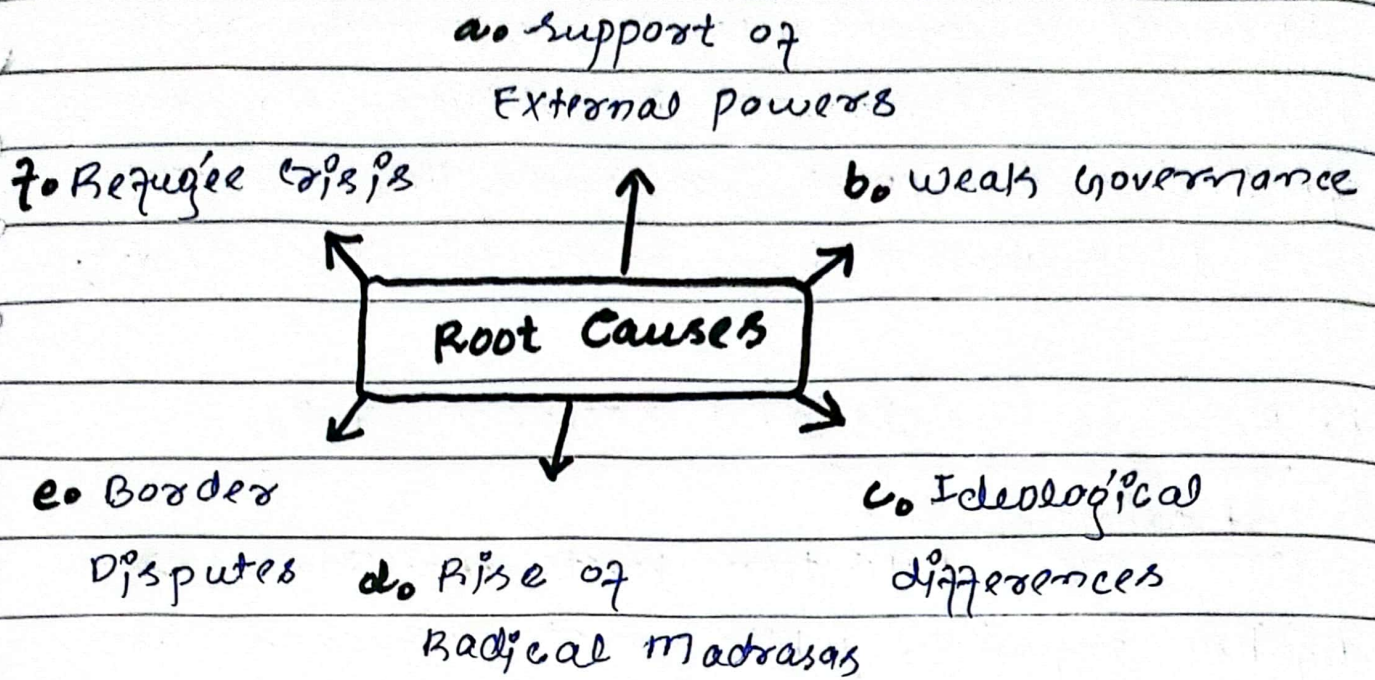 a. Support of
External Powers
f. Refugee Crisis
b. Weak Governance
Root Causes
e. Border
Disputes
c. Ideological
differences
d. Rise of
Radical Madrasas